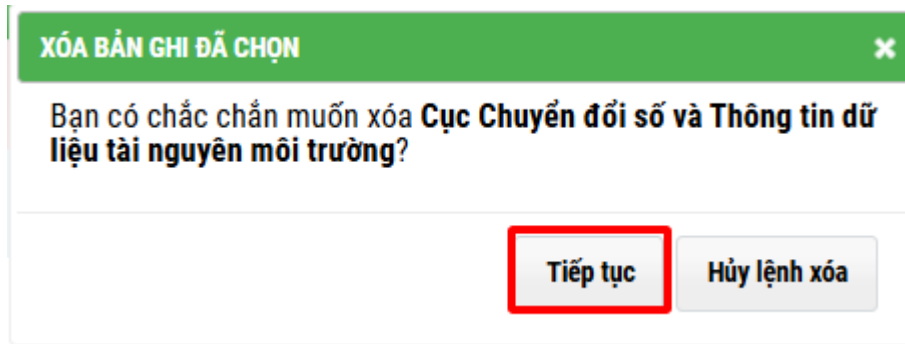 XÓA BẢN GHI ĐÃ CHỌN
Bạn có chắc chắn muốn xóa Cục Chuyển đổi số và Thông tin dữ
liệu tài nguyên môi trường?
Tiếp tục Hủy lệnh xóa